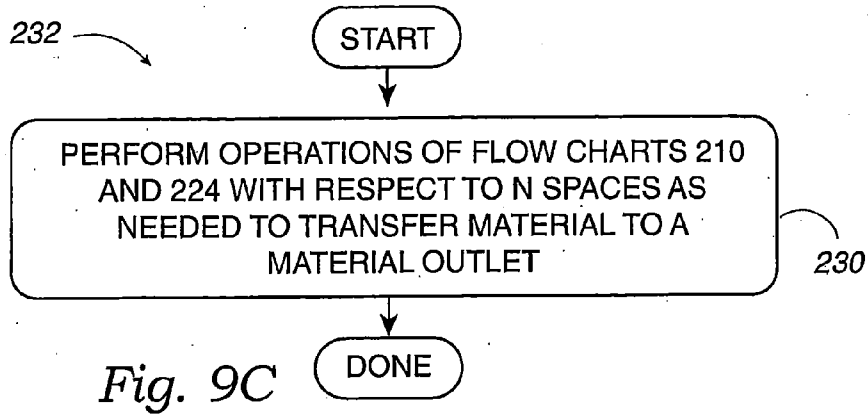 232
START
PERFORM OPERATIONS OF FLOW CHARTS 210
AND 224 WITH RESPECT TO N SPACES AS
NEEDED TO TRANSFER MATERIAL TO A
MATERIAL OUTLET
230
DONE
Fig. 9C